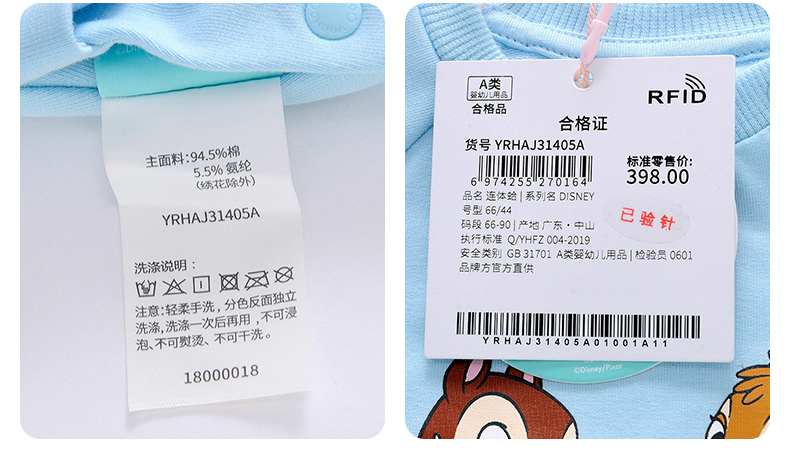 主面料:94.5%棉
5.5% 氨纶
（绣花除外）
YRHAJ31405A
洗涤说明：
注意：轻柔手洗，分色反面独立
洗涤，洗涤一次后再用，不可浸
泡、不可熨烫、不可干洗。
18000018
A类
婴幼儿用品
合格品
RFID
合格证
货号 YRHAJ31405A
标准零售价:
398.00
6 974255 270164
品名 连体蛤 | 系列名 DISNEY
号型 66/44
码段 66-90 | 产地 广东·中山
执行标准 Q/YHFZ 004-2019
安全类别 GB 31701 A类婴幼儿用品 | 检验员 0601
品牌方官方直供
已验针
YRHAJ31405A01001A11
©Disney/Pixar